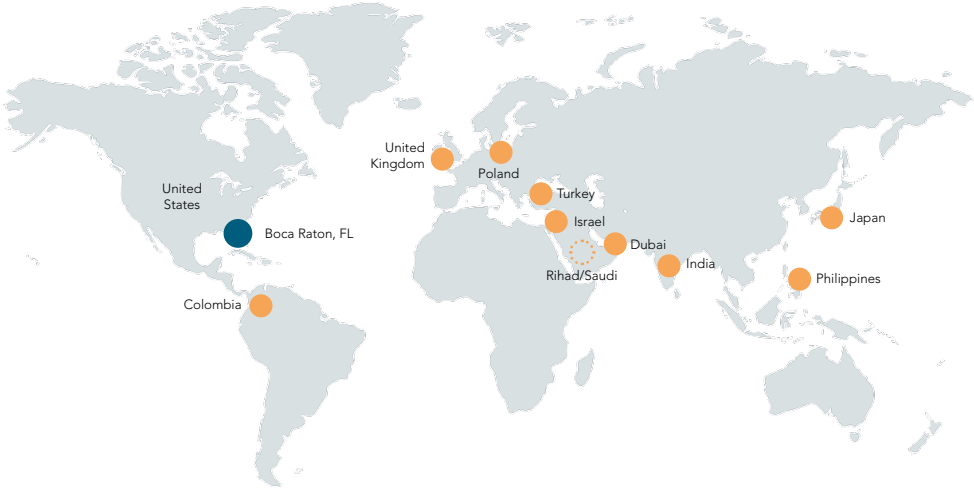 United
Kingdom
Poland
United
States
Turkey
Israel
Japan
Boca Raton, FL
Dubai
India
Rihad/Saudi
Philippines
Colombia